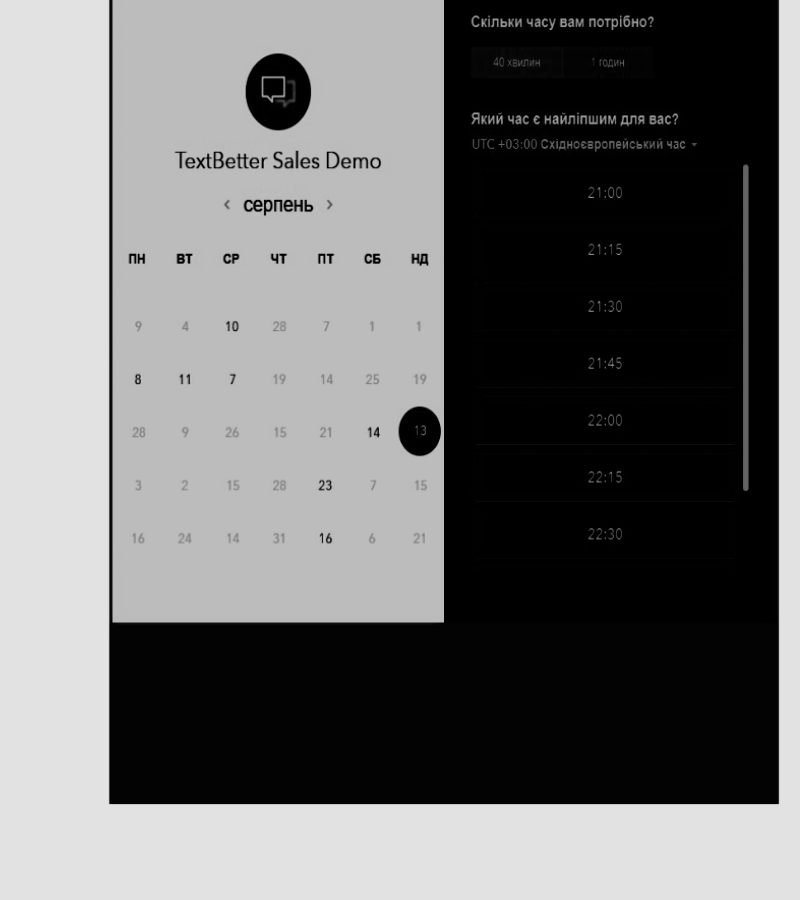 TextBetter Sales Demo
‹ серпень ›
ПН ВТ СР ЧТ ПТ СБ НД
9 4 10 28 7 1 1
8 11 7 19 14 25 19
28 9 26 15 21 14 13
3 2 15 28 23 7 15
16 24 14 31 16 6 21
Скільки часу вам потрібно?
40 хвилин 1 годин
Який час є найліпшим для вас?
UTC +03:00 Східноєвропейський час
21:00
21:15
21:30
21:45
22:00
22:15
22:30